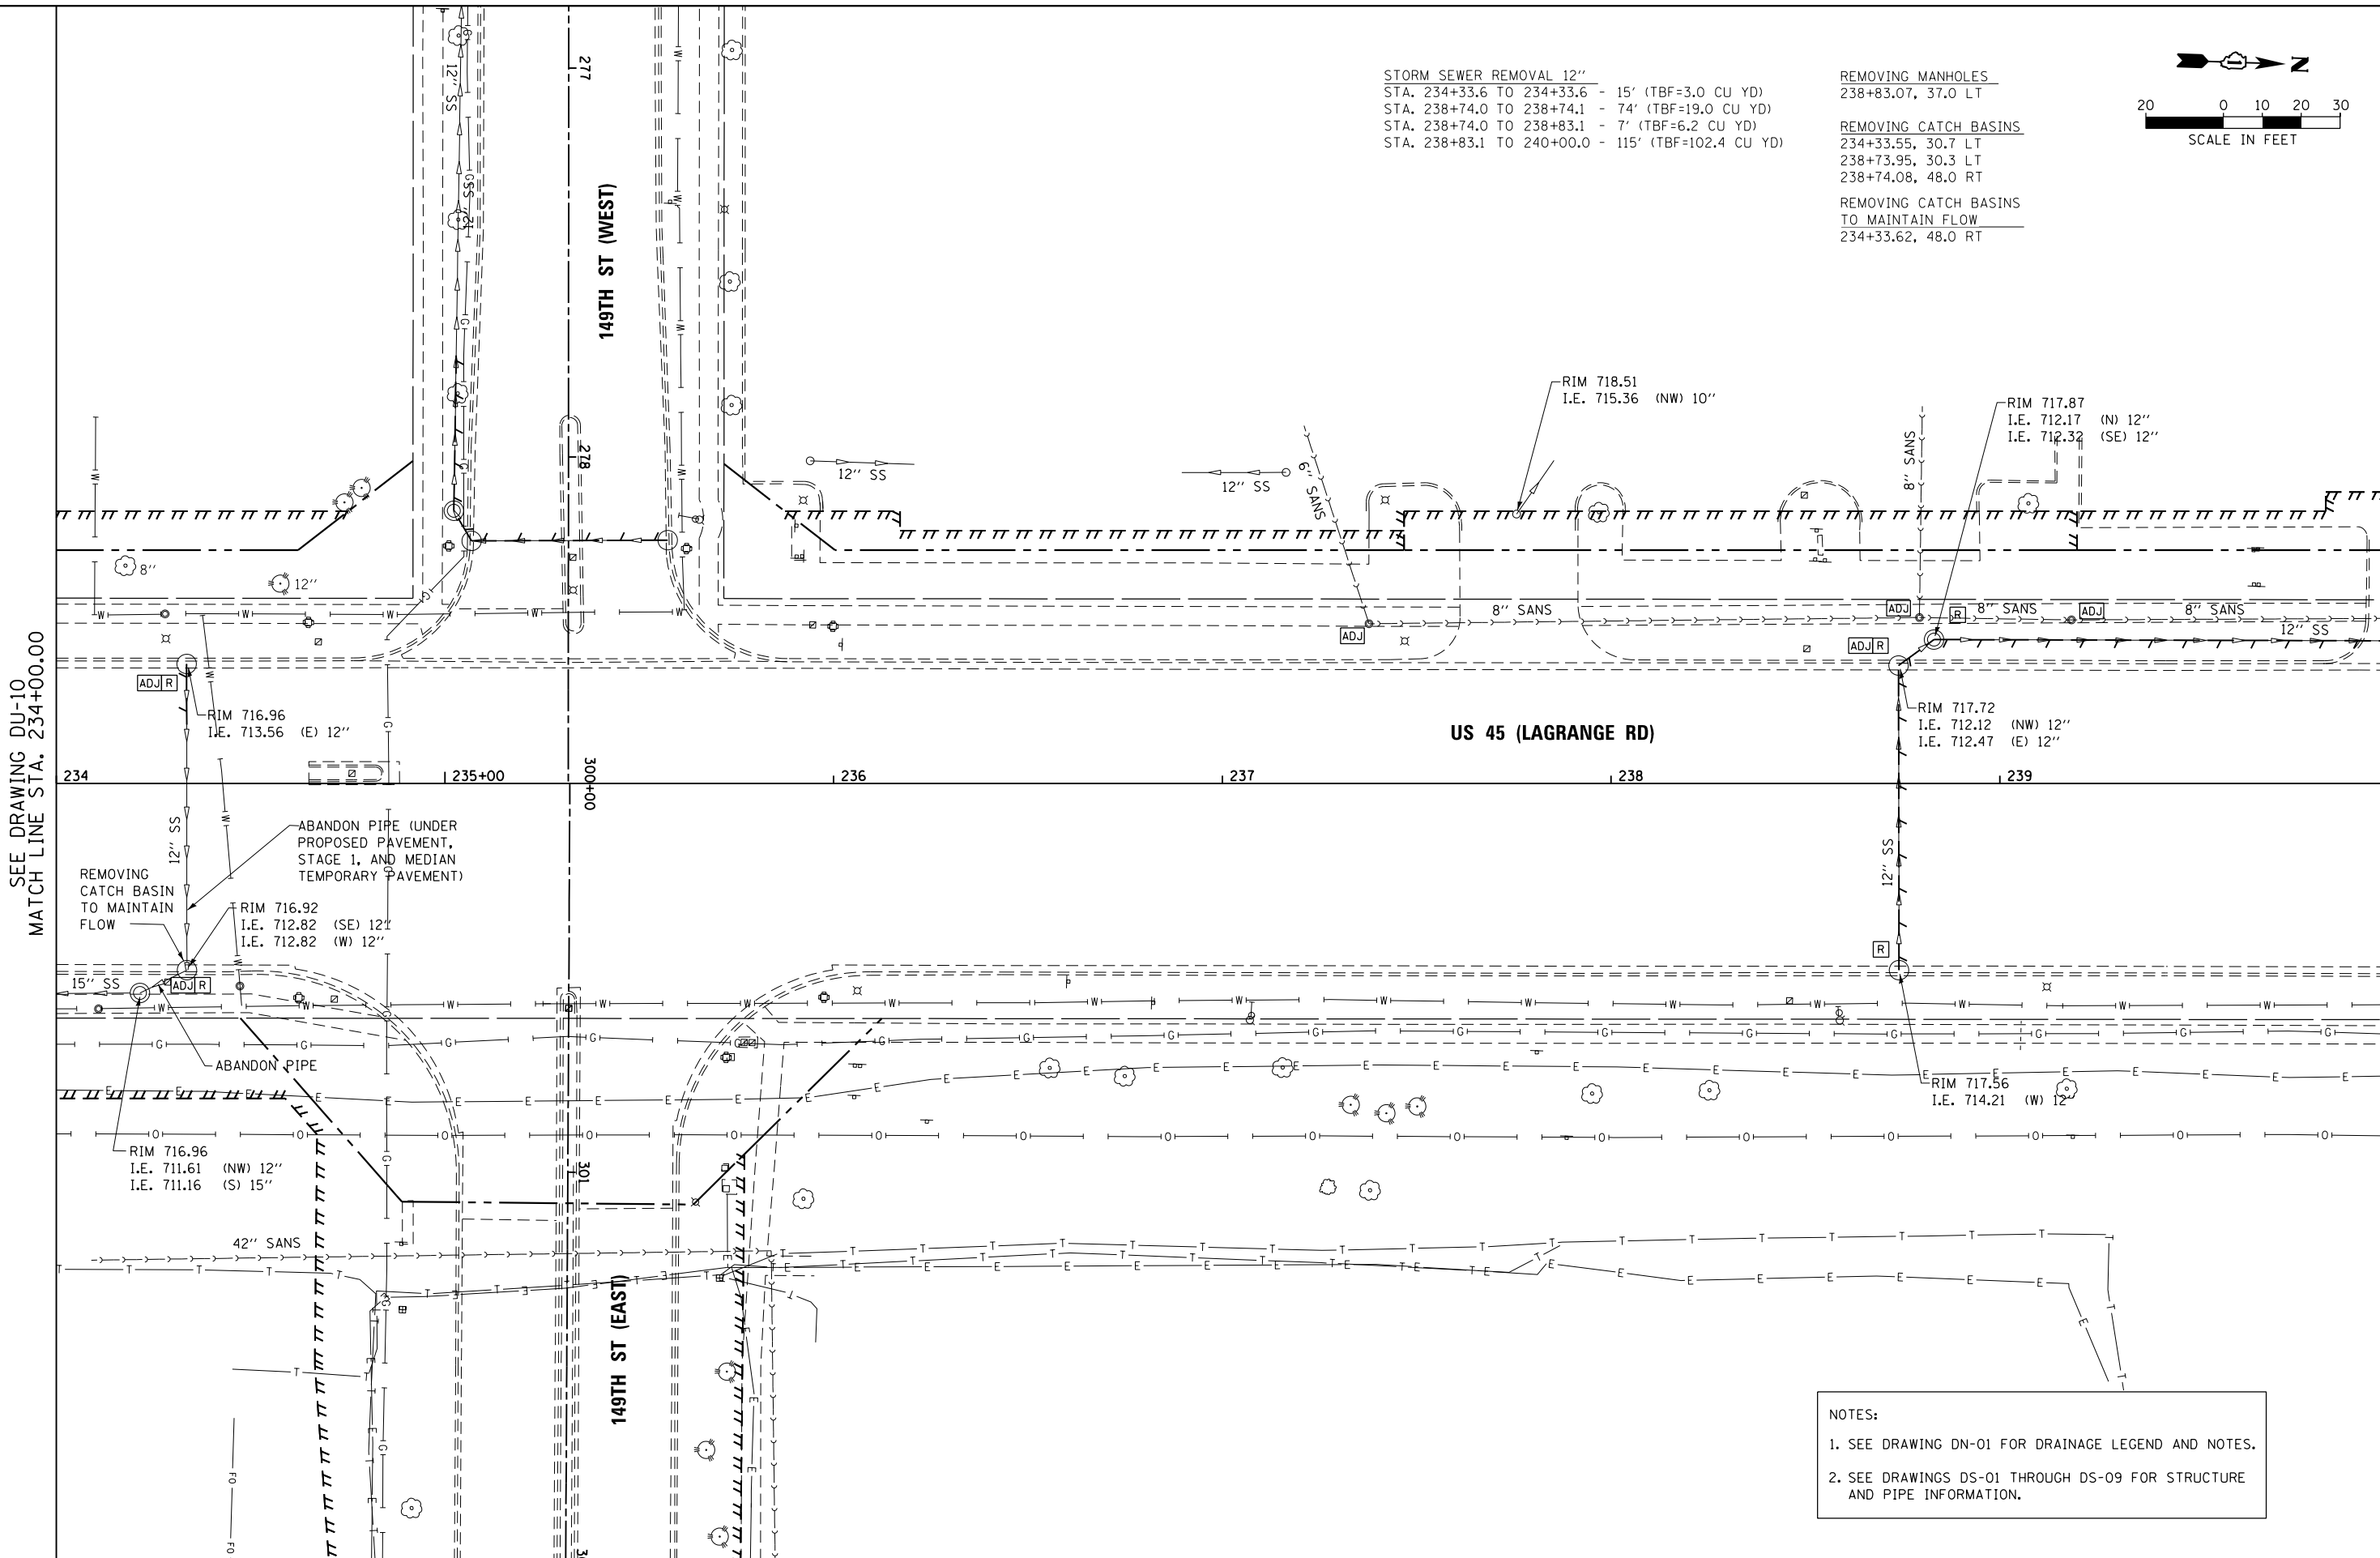 STORM SEWER REMOVAL 12''
STA. 234+33.6 TO 234+33.6 - 15' (TBF=3.0 CU YD)
STA. 238+74.0 TO 238+74.1 - 74' (TBF=19.0 CU YD)
STA. 238+74.0 TO 238+83.1 - 7' (TBF=6.2 CU YD)
STA. 238+83.1 TO 240+00.0 - 115' (TBF=102.4 CU YD)
REMOVING MANHOLES
238+83.07, 37.0 LT
REMOVING CATCH BASINS
234+33.55, 30.7 LT
238+73.95, 30.3 LT
238+74.08, 48.0 RT
REMOVING CATCH BASINS
TO MAINTAIN FLOW
234+33.62, 48.0 RT
N
20 0 10 20 30
SCALE IN FEET
277
12'' SS
12'' SS
G
149TH ST (WEST)
278
RIM 718.51
I.E. 715.36 (NW) 10''
RIM 717.87
I.E. 712.17 (N) 12''
I.E. 712.32 (SE) 12''
12'' SS
12'' SS
6'' SANS
8'' SANS
8''
12''
8'' SANS
8'' SANS
8'' SANS
12'' SS
ADJ
ADJ
R
ADJ
ADJ R
ADJ R
RIM 716.96
I.E. 713.56 (E) 12''
RIM 717.72
I.E. 712.12 (NW) 12''
I.E. 712.47 (E) 12''
US 45 (LAGRANGE RD)
SEE DRAWING DU-10
MATCH LINE STA. 234+00.00
234
235+00
300+00
236
237
238
239
12'' SS
ABANDON PIPE (UNDER
PROPOSED PAVEMENT,
STAGE 1, AND MEDIAN
TEMPORARY PAVEMENT)
REMOVING
CATCH BASIN
TO MAINTAIN
FLOW
RIM 716.92
I.E. 712.82 (SE) 12''
I.E. 712.82 (W) 12''
12'' SS
R
15'' SS
ADJ R
ABANDON PIPE
RIM 717.56
I.E. 714.21 (W) 12''
RIM 716.96
I.E. 711.61 (NW) 12''
I.E. 711.16 (S) 15''
301
42'' SANS
149TH ST (EAST)
FO
FO
NOTES:
1. SEE DRAWING DN-01 FOR DRAINAGE LEGEND AND NOTES.
2. SEE DRAWINGS DS-01 THROUGH DS-09 FOR STRUCTURE
AND PIPE INFORMATION.